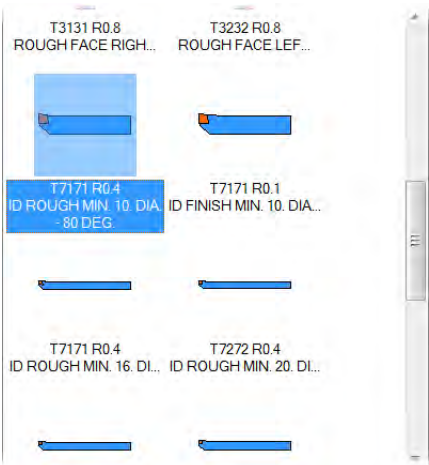 T3131 R0.8
ROUGH FACE RIGH...
T3232 R0.8
ROUGH FACE LEF...
T7171 R0.4
ID ROUGH MIN. 10. DIA.
- 80 DEG.
T7171 R0.1
ID FINISH MIN. 10. DIA...
T7171 R0.4
ID ROUGH MIN. 16. DI...
T7272 R0.4
ID ROUGH MIN. 20. DI...